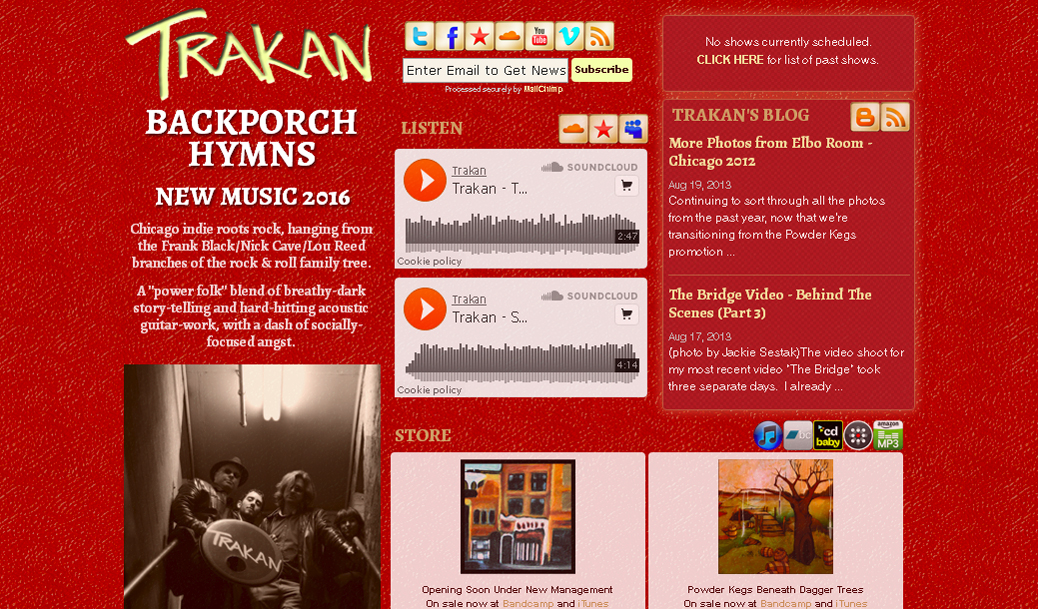 TRAKAN
BACKPORCH
HYMNS
NEW MUSIC 2016
Chicago indie roots rock, hanging from
the Frank Black/Nick Cave/Lou Reed
branches of the rock & roll family tree.
A "power folk" blend of breathy-dark
story-telling and hard-hitting acoustic
guitar-work, with a dash of socially-
focused angst.
TRAKAN
You
Tube
Enter Email to Get News
Subscribe
Processed securely by MailChimp
LISTEN
Trakan
SOUNDCLOUD
Trakan - T...
2:47
Cookie policy
Trakan
SOUNDCLOUD
Trakan - S...
4:14
Cookie policy
No shows currently scheduled.
CLICK HERE for list of past shows.
TRAKAN'S BLOG
More Photos from Elbo Room -
Chicago 2012
Aug 19, 2013
Continuing to sort through all the photos
from the past year, now that we're
transitioning from the Powder Kegs
promotion ...
The Bridge Video - Behind The
Scenes (Part 3)
Aug 17, 2013
(photo by Jackie Sestak)The video shoot for
my most recent video "The Bridge" took
three separate days.  I already ...
STORE
bc
cd
baby
amazon
MP3
Opening Soon Under New Management
On sale now at Bandcamp and iTunes
Powder Kegs Beneath Dagger Trees
On sale now at Bandcamp and iTunes